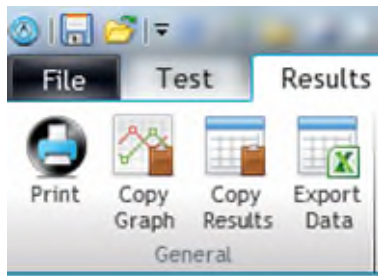 File Test Results
Print Copy Graph Copy Results Export Data
General